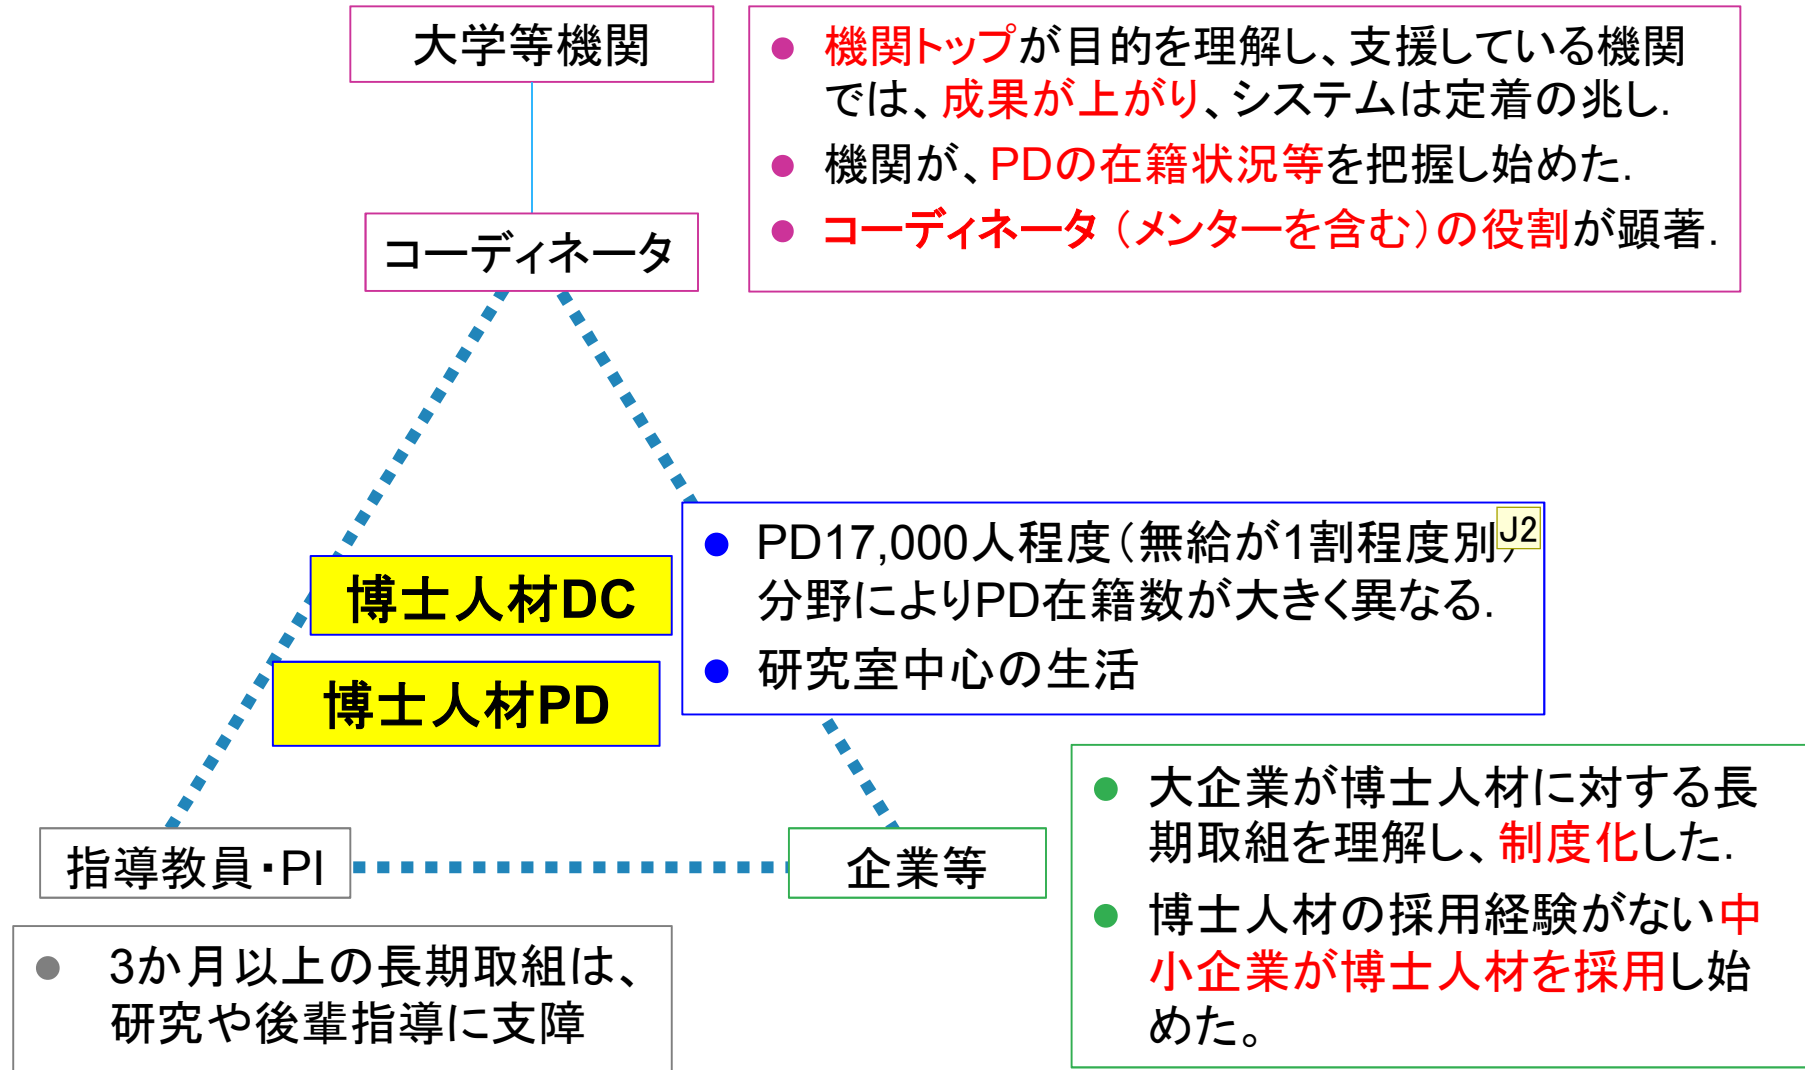 大学等機関
● 機関トップが目的を理解し、支援している機関
では、成果が上がり、システムは定着の兆し.
● 機関が、PDの在籍状況等を把握し始めた.
● コーディネータ（メンターを含む）の役割が顕著.
コーディネータ
● PD17,000人程度（無給が1割程度別）
J2
分野によりPD在籍数が大きく異なる.
● 研究室中心の生活
博士人材DC
博士人材PD
指導教員・PI
企業等
● 3か月以上の長期取組は、
研究や後輩指導に支障
● 大企業が博士人材に対する長
期取組を理解し、制度化した.
● 博士人材の採用経験がない中
小企業が博士人材を採用し始
めた。